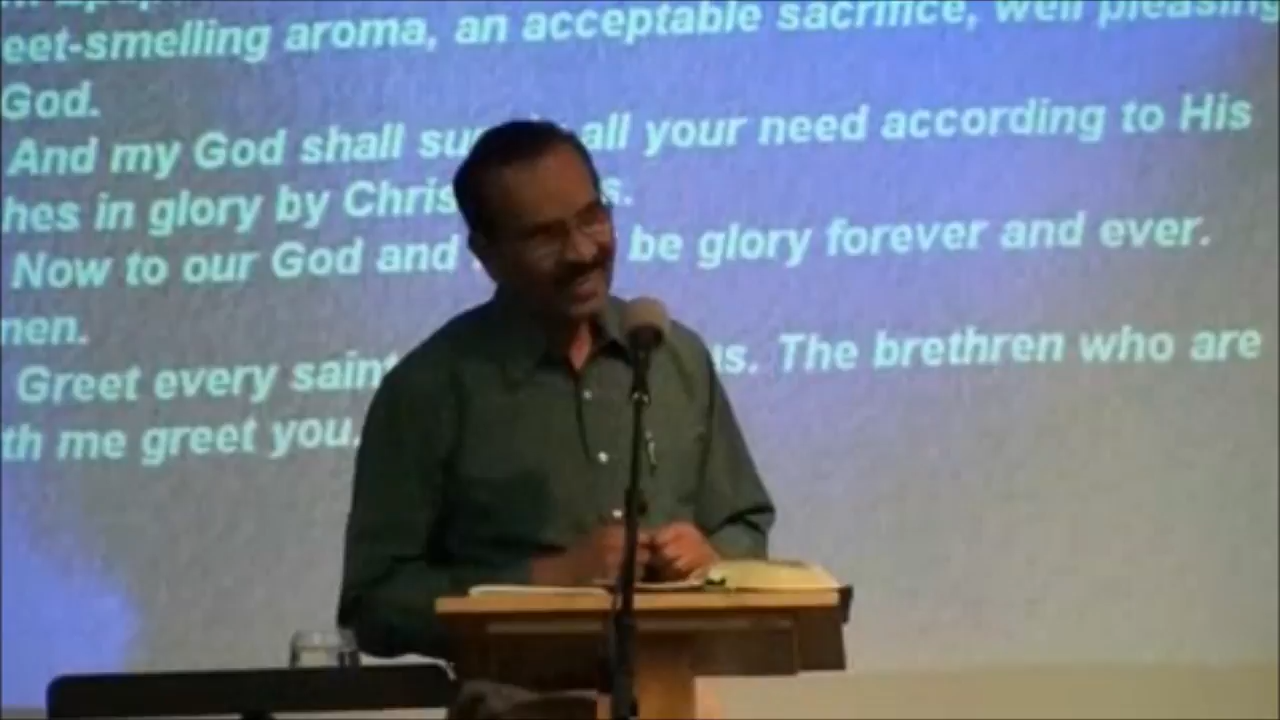 eet-smelling aroma, an acceptable sacrifice, well pleasing
God.
And my God shall su all your need according to His
hes in glory by Chris s.
Now to our God and be glory forever and ever.
nen.
Greet every saint us. The brethren who are
th me greet you.